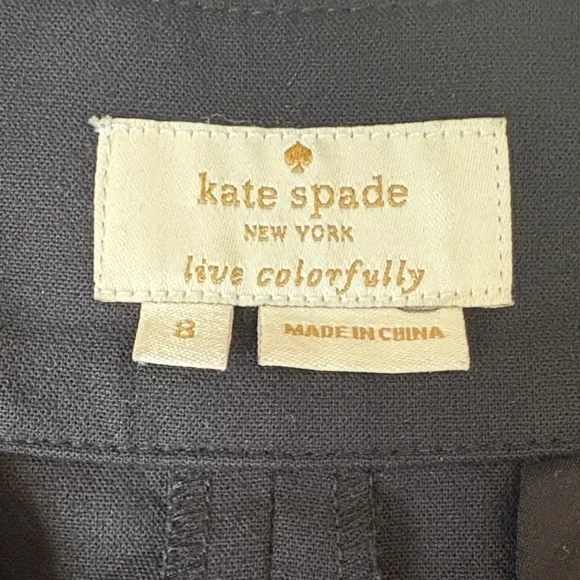 kate spade
NEW YORK
live colorfully
8
MADE IN CHINA